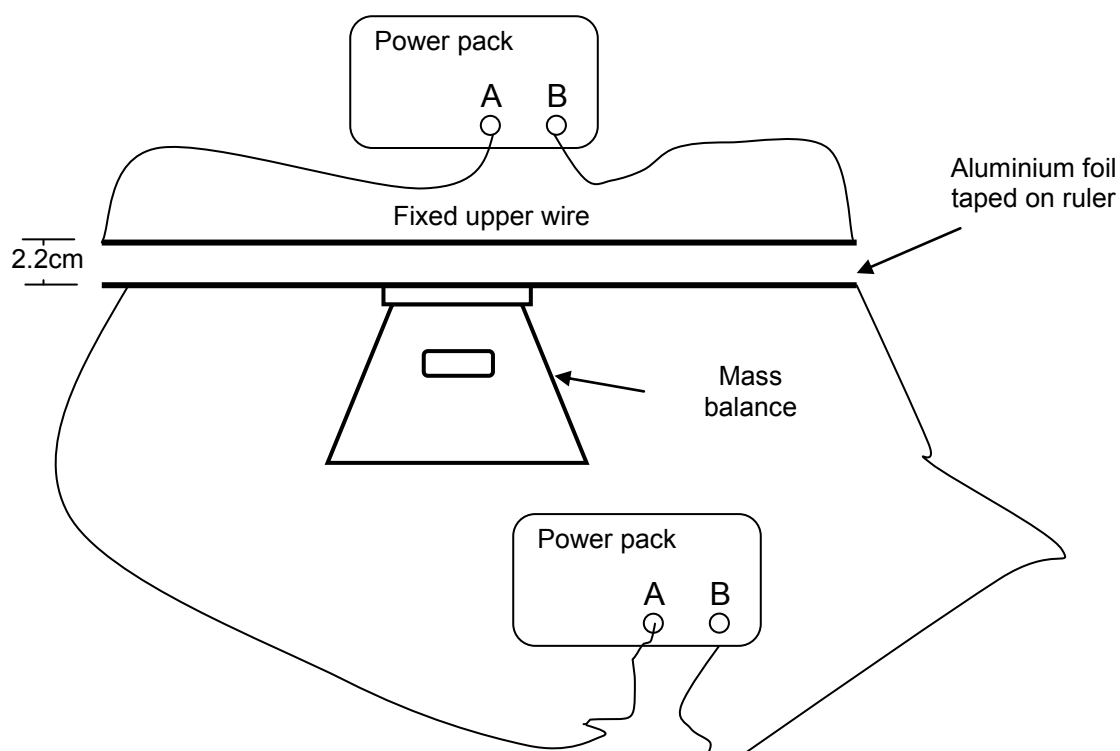 Power pack
A B
Aluminium foil
taped on ruler
Fixed upper wire
2.2cm
Mass
balance
Power pack
A B